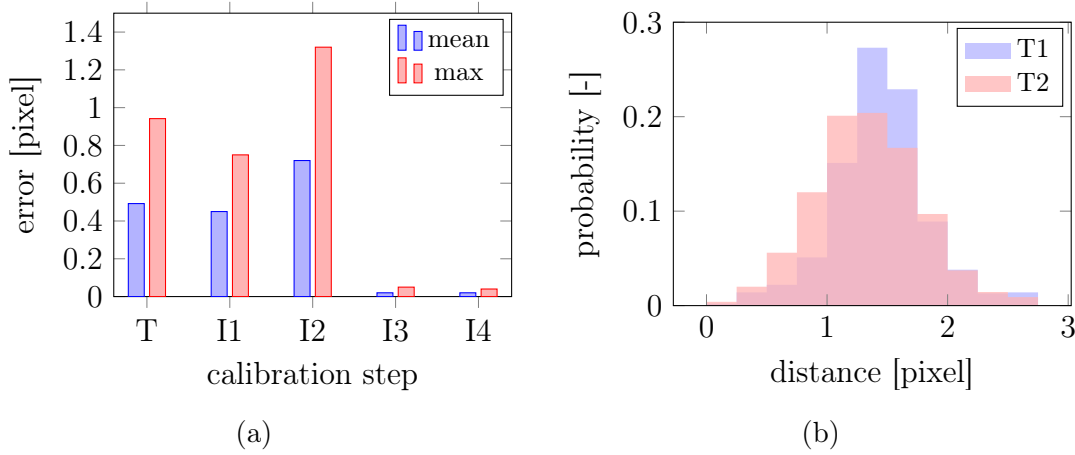 1.4
1.2
1
0.8
0.6
0.4
0.2
0
error [pixel]
mean
max
T I1 I2 I3 I4
calibration step
(a)
0.3
0.2
0.1
0
probability [-]
T1
T2
0 1 2 3
distance [pixel]
(b)